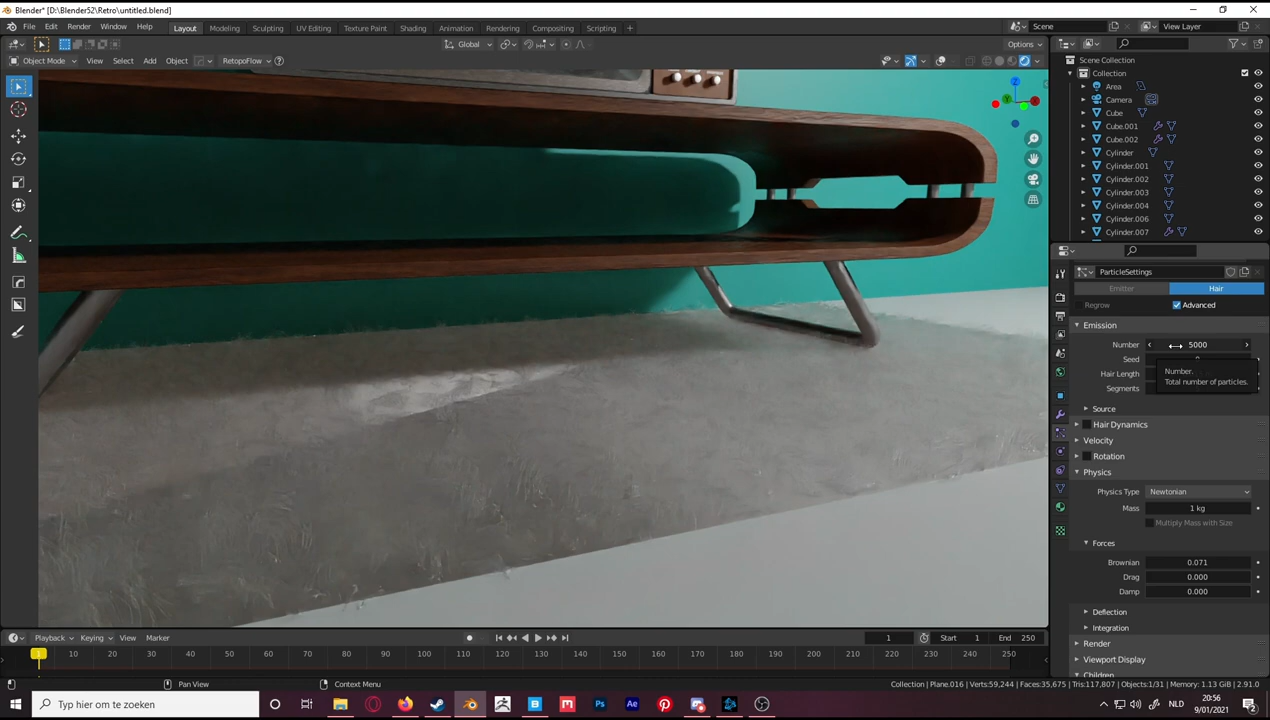 Blender* [D:\Blender52\Retro\untitled.blend]
File Edit Render Window Help Layout Modeling Sculpting UV Editing Texture Paint Shading Animation Rendering Compositing Scripting + Scene View Layer
Global Options
Object Mode View Select Add Object RetopoFlow
Scene Collection
Collection
Area
Camera
Cube
Cube.001
Cube.002
Cylinder
Cylinder.001
Cylinder.002
Cylinder.003
Cylinder.004
Cylinder.006
Cylinder.007
ParticleSettings
Emitter Hair
Regrow Advanced
Emission
Number 5000
Seed
Hair Length
Segments
Number.
Total number of particles.
Source
Hair Dynamics
Velocity
Rotation
Physics
Physics Type Newtonian
Mass 1 kg
Multiply Mass with Size
Forces
Brownian 0.071
Drag 0.000
Damp 0.000
Deflection
Integration
Render
Viewport Display
Children
Playback Keying View Marker 1 Start 1 End 250
1 10 20 30 40 50 60 70 80 90 100 110 120 130 140 150 160 170 180 190 200 210 220 230 240 250
Pan View Context Menu Collection | Plane.016 | Verts:59,244 | Faces:35,675 | Tris:117,807 | Objects:1/31 | Memory: 1.13 GiB | 2.91.0
Typ hier om te zoeken
NLD
20:56
9/01/2021